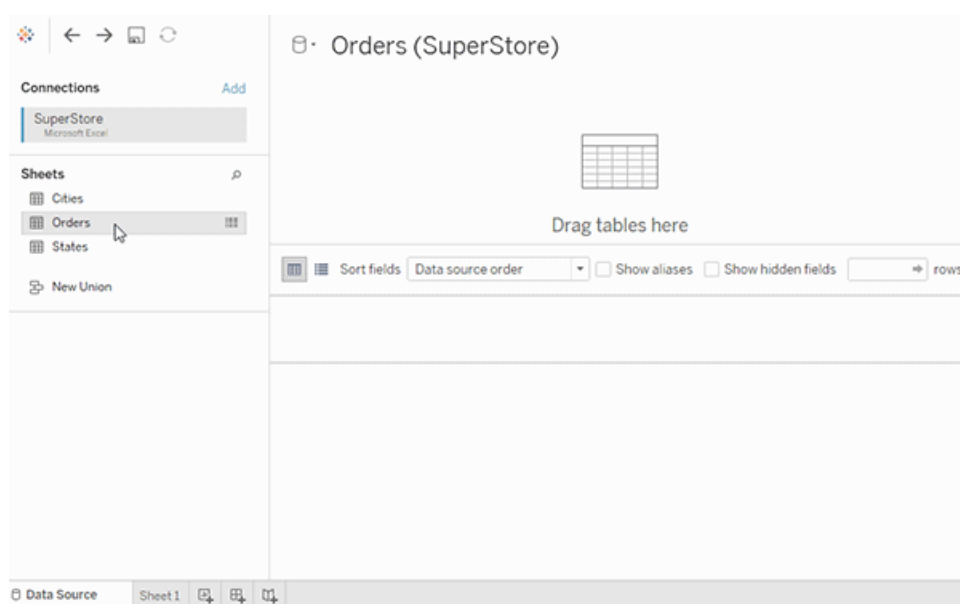 Orders (SuperStore)
Connections
Add
SuperStore
Microsoft Excel
Sheets
Cities
Orders
States
New Union
Drag tables here
Sort fields
Data source order
Show aliases
Show hidden fields
rows
Data Source
Sheet 1